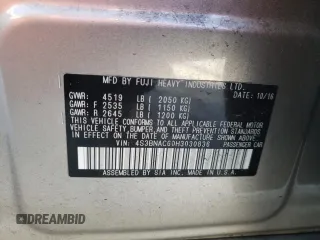 MFD BY FUJI HEAVY INDUSTRIES LTD.
GVWR: 4519 LB ( 2050 KG) DATE: 10/16
GAWR: F 2535 LB ( 1150 KG)
GAWR: R 2645 LB ( 1200 KG)
THIS VEHICLE CONFORMS TO ALL APPLICABLE FEDERAL MOTOR VEHICLE
SAFETY, BUMPER, AND THEFT PREVENTION STANDARDS IN
EFFECT ON THE DATE OF MANUFACTURE SHOWN ABOVE.
VIN: 4S3BNAC60H3030636 PASSENGER CAR
ASSEMBLED BY SIA INC. MADE IN U.S.A.
DREAMBID